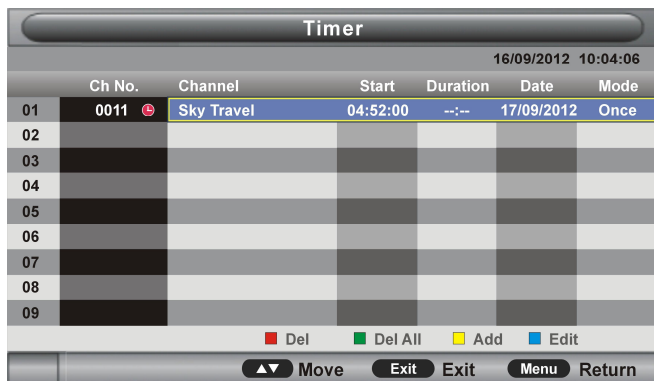 Timer
16/09/2012 10:04:06
Ch No. Channel Start Duration Date Mode
01 0011 Sky Travel 04:52:00 --:-- 17/09/2012 Once
02
03
04
05
06
07
08
09
Del Del All Add Edit
▲▼ Move Exit Exit Menu Return